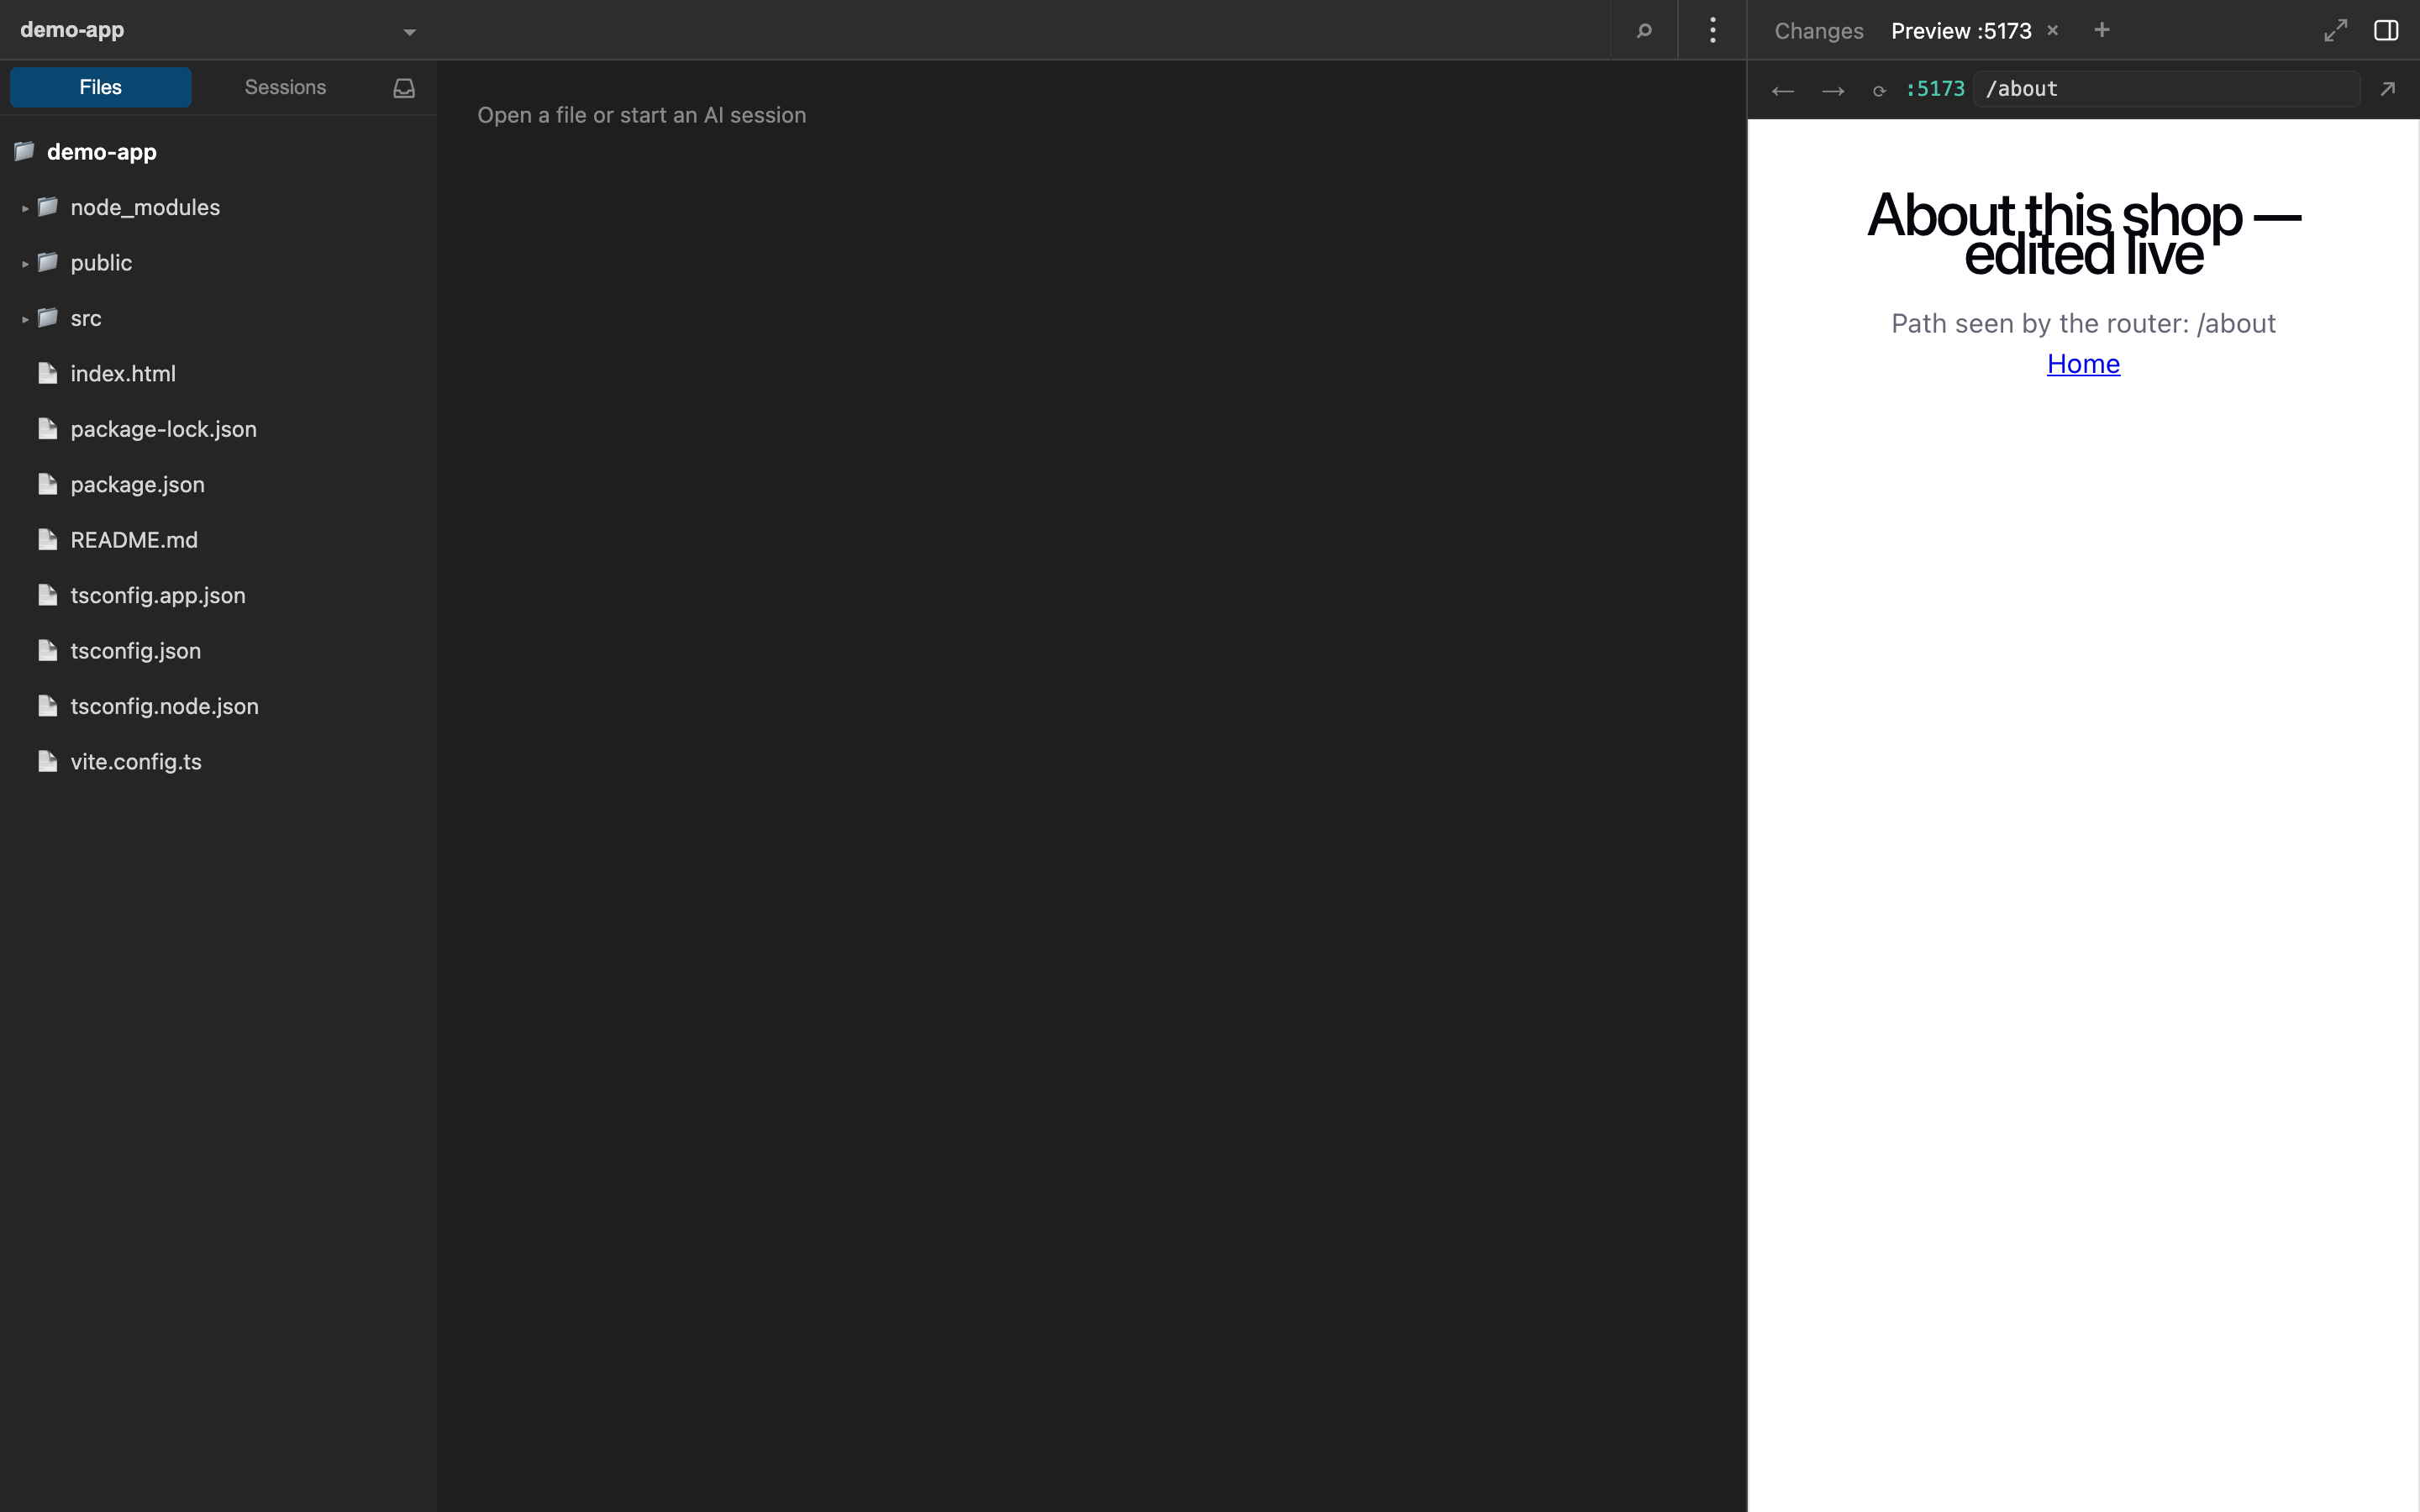 demo-app
Files
Sessions
demo-app
node_modules
public
src
index.html
package-lock.json
package.json
README.md
tsconfig.app.json
tsconfig.json
tsconfig.node.json
vite.config.ts
Open a file or start an AI session
Changes
Preview :5173
:5173
/about
About this shop —
edited live
Path seen by the router: /about
Home